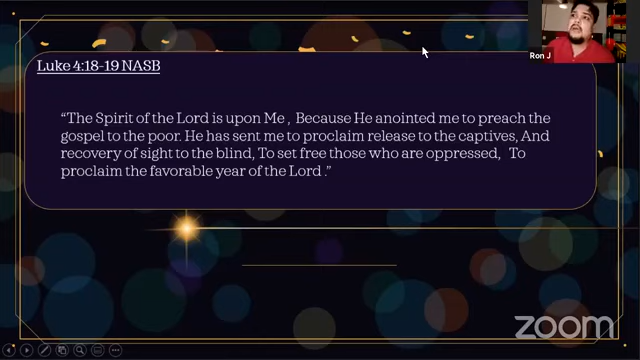 Ron J
Luke 4:18-19 NASB
“The Spirit of the Lord is upon Me , Because He anointed me to preach the
gospel to the poor. He has sent me to proclaim release to the captives, And
recovery of sight to the blind, To set free those who are oppressed, To
proclaim the favorable year of the Lord .”
zoom